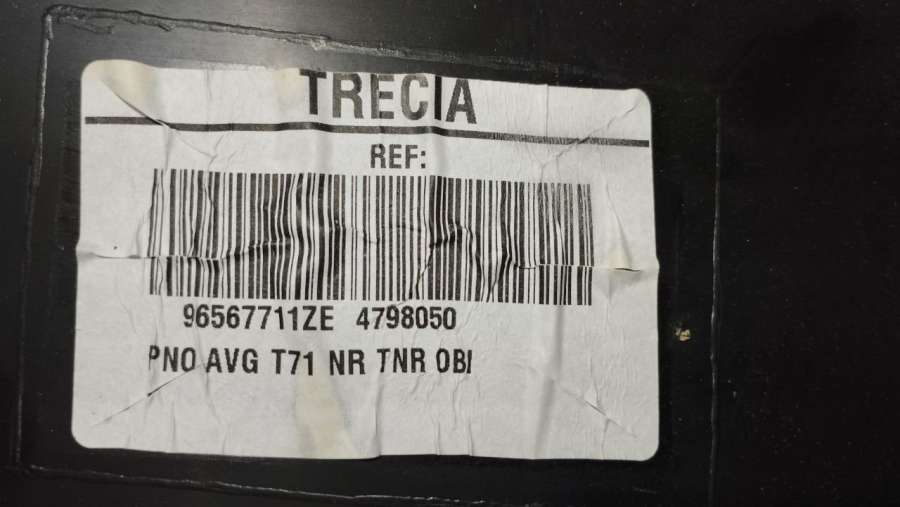 TRECIA
REF:
96567711ZE 4798050
PNO AVG T71 NR TNR OBI